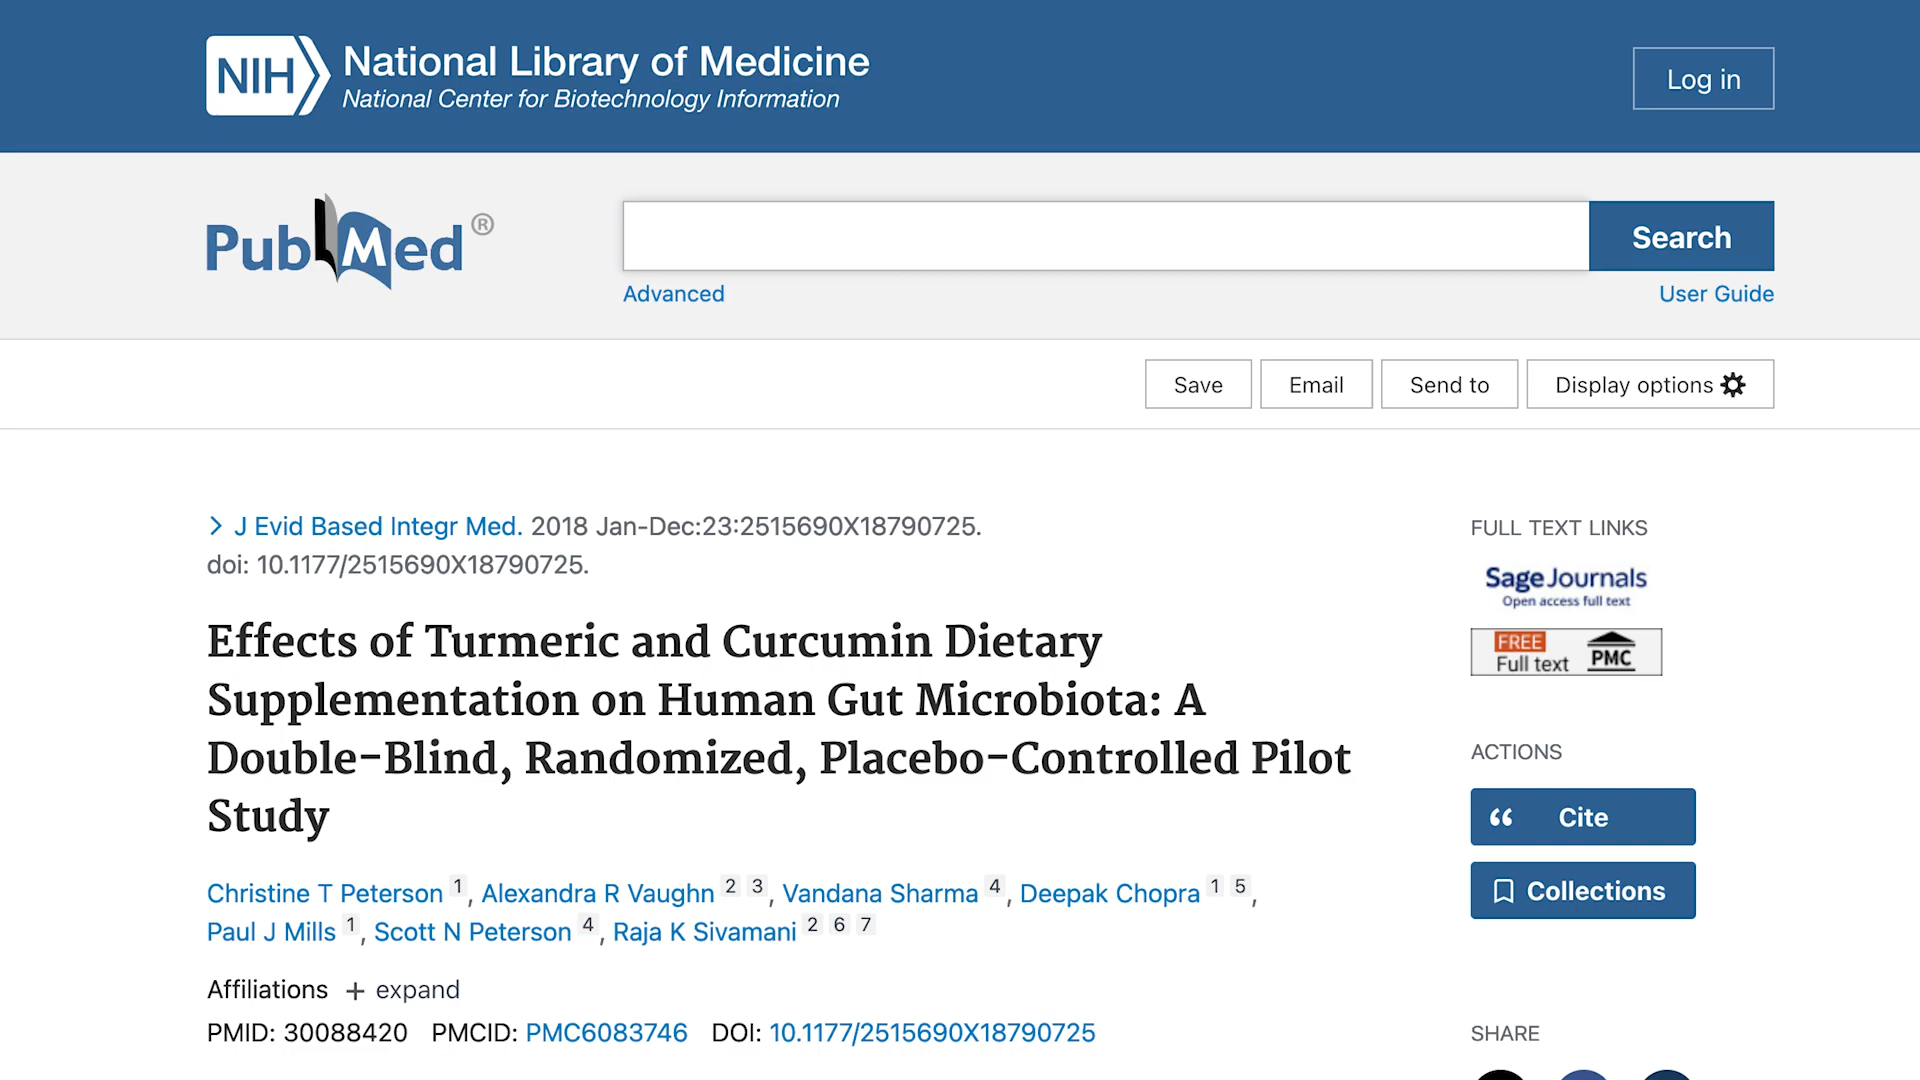 NIH National Library of Medicine
National Center for Biotechnology Information
Log in
PubMed®
Search
Advanced
User Guide
Save
Email
Send to
Display options
J Evid Based Integr Med. 2018 Jan-Dec:23:2515690X18790725.
doi: 10.1177/2515690X18790725.
Effects of Turmeric and Curcumin Dietary
Supplementation on Human Gut Microbiota: A
Double-Blind, Randomized, Placebo-Controlled Pilot
Study
Christine T Peterson 1, Alexandra R Vaughn 2 3, Vandana Sharma 4, Deepak Chopra 1 5,
Paul J Mills 1, Scott N Peterson 4, Raja K Sivamani 2 6 7
Affiliations + expand
PMID: 30088420 PMCID: PMC6083746 DOI: 10.1177/2515690X18790725
FULL TEXT LINKS
Sage Journals
Open access full text
FREE
Full text PMC
ACTIONS
Cite
Collections
SHARE